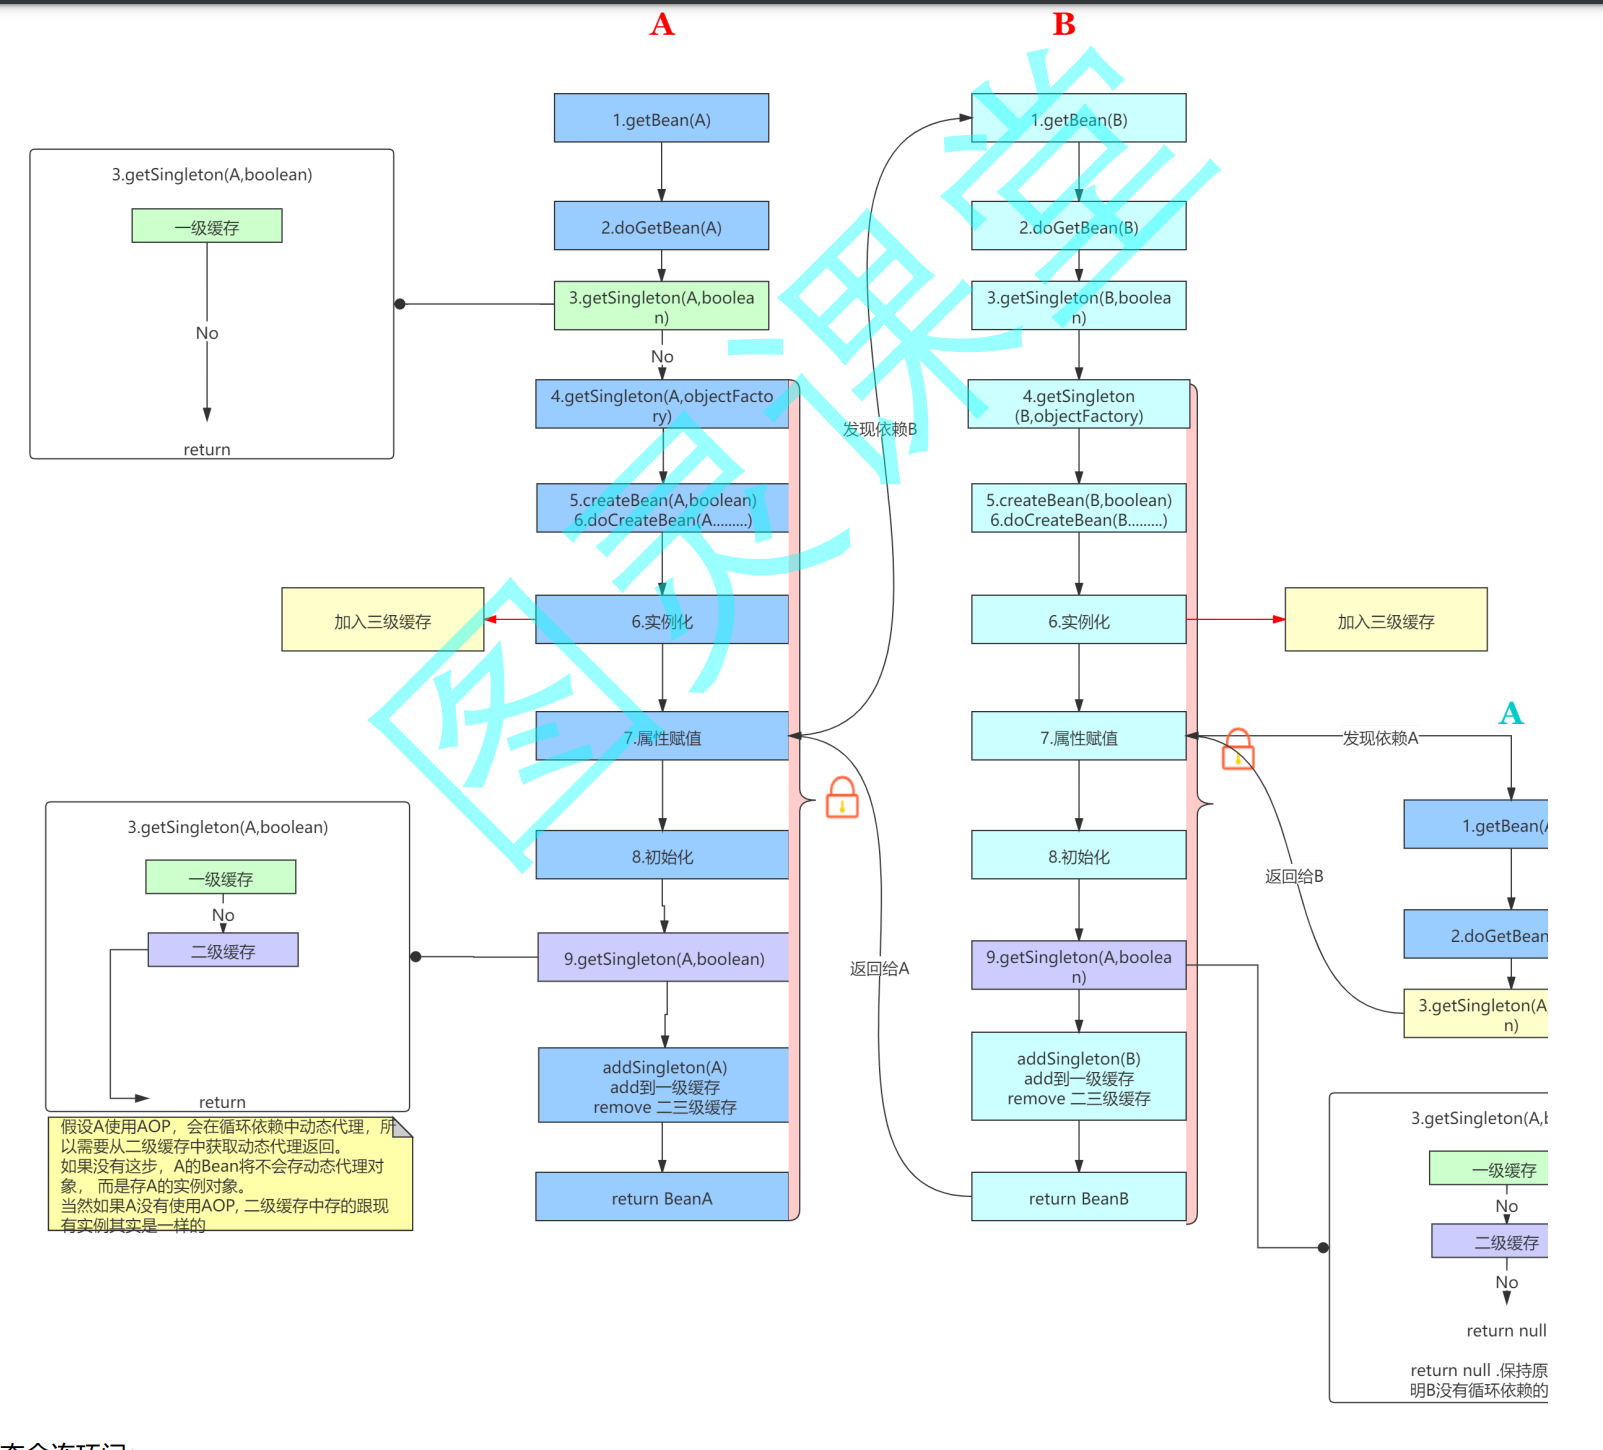 A
B
1.getBean(A)
1.getBean(B)
3.getSingleton(A,boolean)
一级缓存
No
return
2.doGetBean(A)
2.doGetBean(B)
3.getSingleton(A,boolea
n)
3.getSingleton(B,boolea
n)
No
4.getSingleton(A,objectFacto
ry)
4.getSingleton
(B,objectFactory)
发现依赖B
5.createBean(A,boolean)
6.doCreateBean(A.........)
5.createBean(B,boolean)
6.doCreateBean(B.........)
加入三级缓存
6.实例化
6.实例化
加入三级缓存
7.属性赋值
7.属性赋值
发现依赖A
A
1.getBean(A
2.doGetBean
3.getSingleton(A,
n)
返回给B
8.初始化
8.初始化
3.getSingleton(A,boolean)
一级缓存
No
二级缓存
return
9.getSingleton(A,boolean)
9.getSingleton(A,boolea
n)
返回给A
addSingleton(A)
add到一级缓存
remove 二三级缓存
addSingleton(B)
add到一级缓存
remove 二三级缓存
假设A使用AOP，会在循环依赖中动态代理，所
以需要从二级缓存中获取动态代理返回。
如果没有这步，A的Bean将不会存动态代理对
象， 而是存A的实例对象。
当然如果A没有使用AOP, 二级缓存中存的跟现
有实例其实是一样的
return BeanA
return BeanB
3.getSingleton(A,b
一级缓存
No
二级缓存
No
return null
return null .保持原
明B没有循环依赖的
图灵课堂